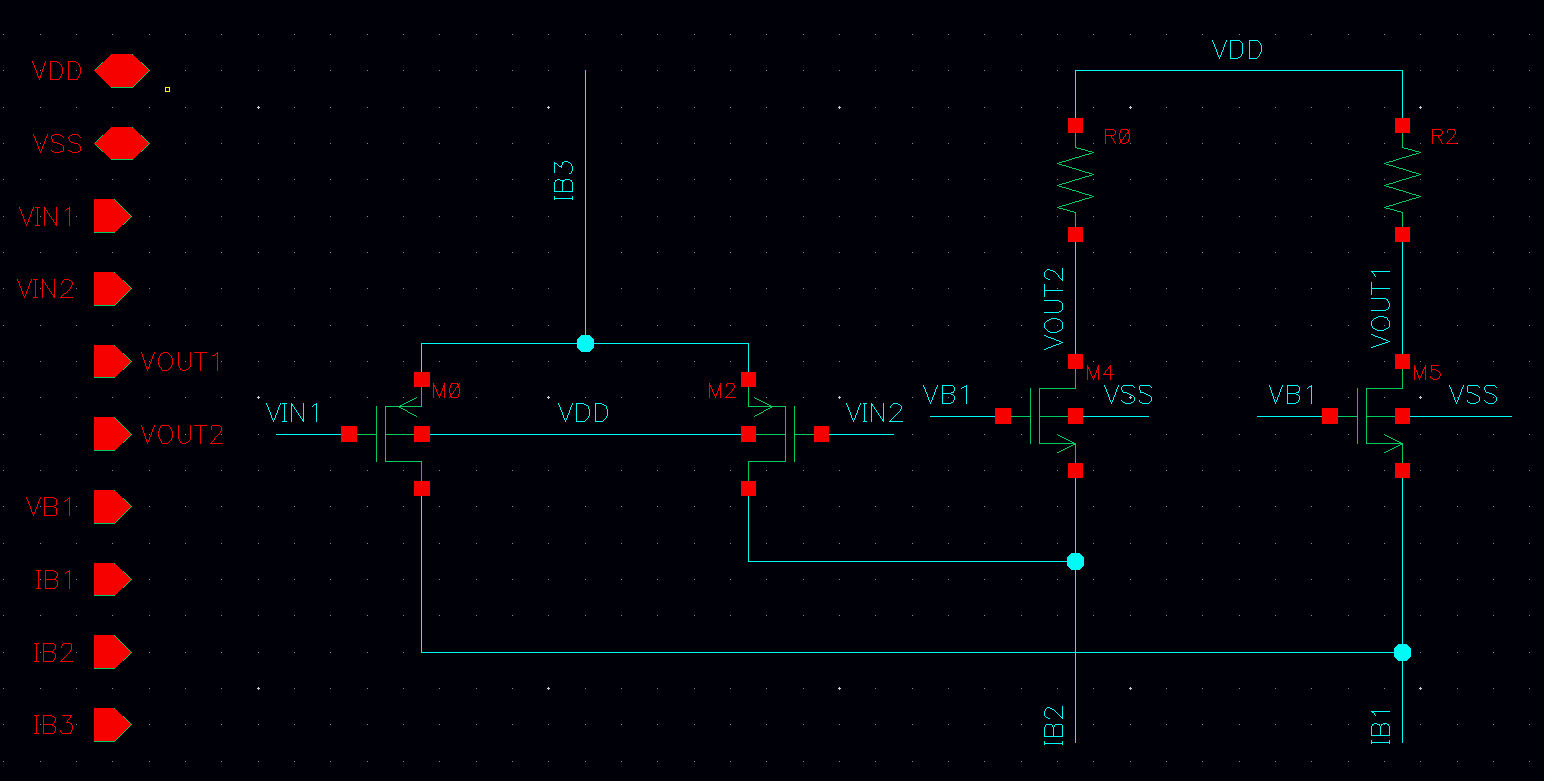 VDD
VSS
VIN1
VIN2
VOUT1
VOUT2
VB1
IB1
IB2
IB3
IB3
VDD
R0
R2
VOUT2
VOUT1
M0
M2
M4
M5
VIN1
VDD
VIN2
VB1
VSS
VB1
VSS
IB2
IB1